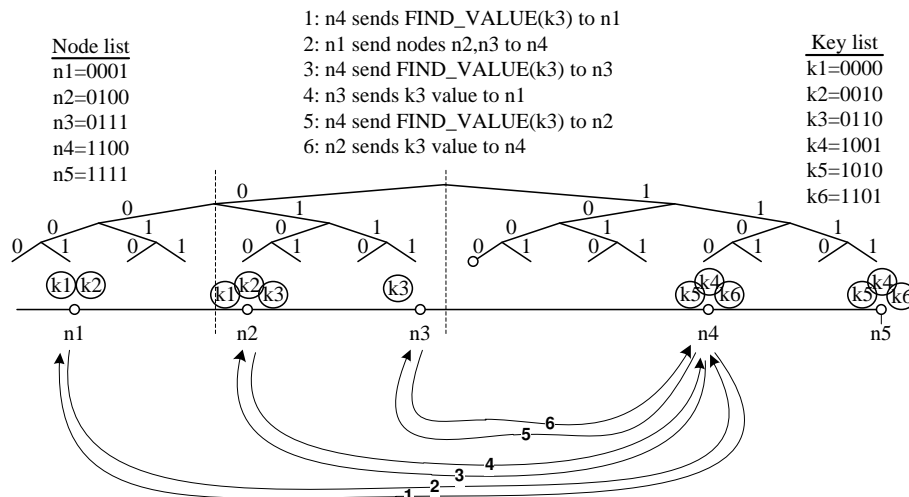 1: n4 sends FIND_VALUE(k3) to n1
2: n1 send nodes n2,n3 to n4
3: n4 send FIND_VALUE(k3) to n3
4: n3 sends k3 value to n1
5: n4 send FIND_VALUE(k3) to n2
6: n2 sends k3 value to n4
Node list
n1=0001
n2=0100
n3=0111
n4=1100
n5=1111
Key list
k1=0000
k2=0010
k3=0110
k4=1001
k5=1010
k6=1101
0 1
0 1 0 1
0 1 0 1 0 1 0 1
0 1 0 1 0 1 0 1 0 1 0 1 0 1 0 1
k1 k2 k1 k2 k3 k3 k5 k4 k6 k5 k4 k6
n1 n2 n3 n4 n5
6
5
4
3
2
1